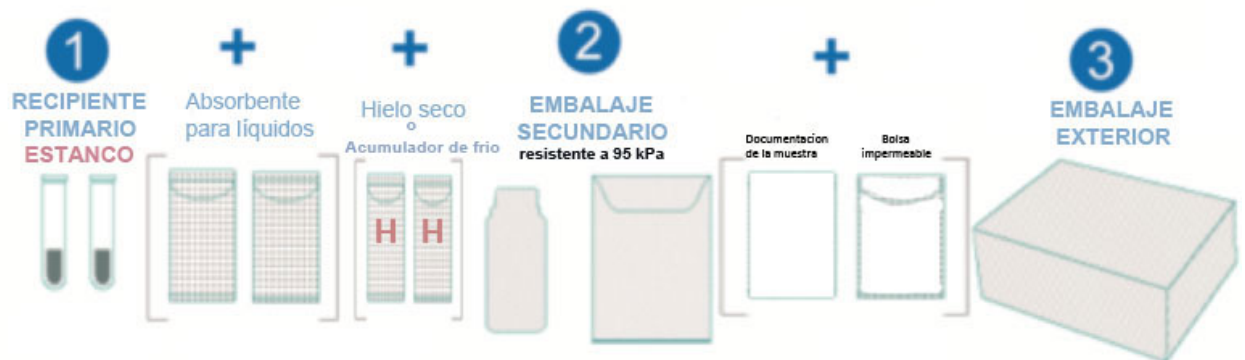 1
RECIPIENTE
PRIMARIO
ESTANCO
+
Absorbente
para líquidos
+
Hielo seco
o
Acumulador de frio
H H
2
EMBALAJE
SECUNDARIO
resistente a 95 kPa
+
Documentacion
de la muestra
Bolsa
impermeable
3
EMBALAJE
EXTERIOR